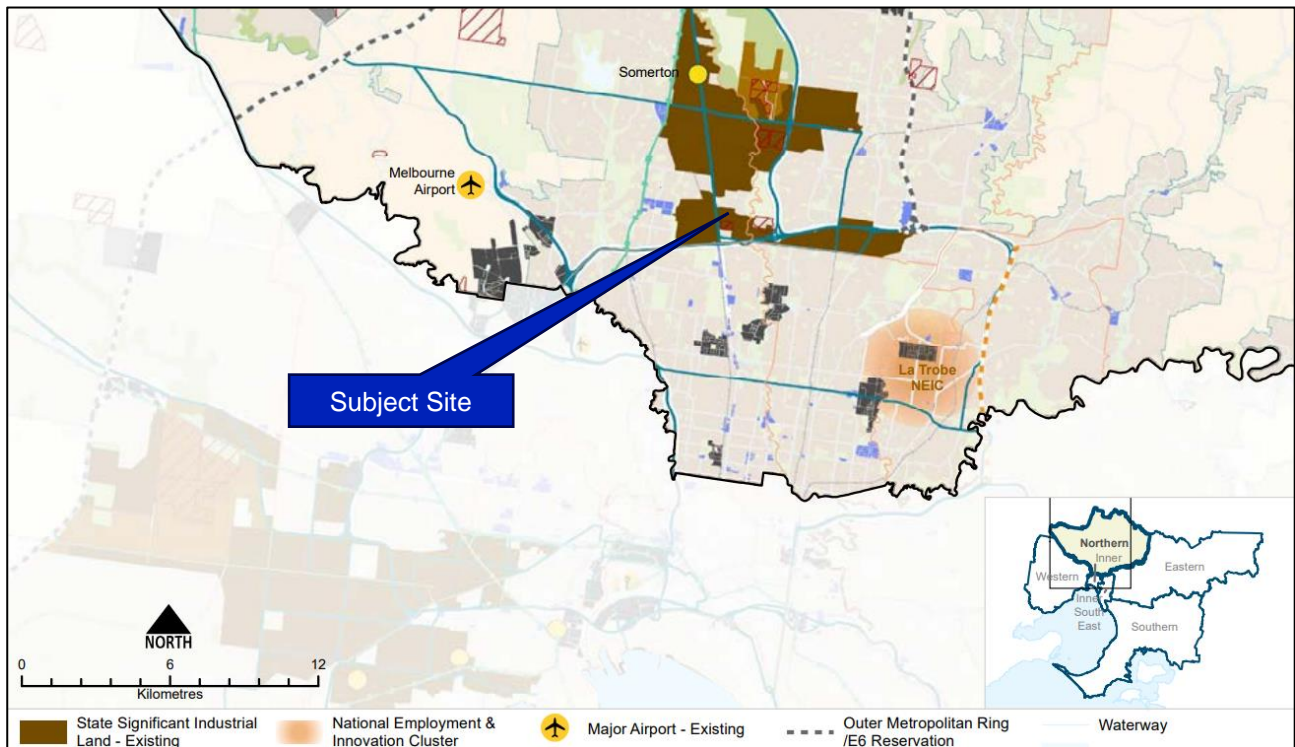 Somerton
Melbourne
Airport
Subject Site
La Trobe
NEIC
NORTH
0 6 12
Kilometres
Northern
Inner
Western
Eastern
Inner
South
East
Southern
State Significant Industrial
Land - Existing
National Employment &
Innovation Cluster
Major Airport - Existing
Outer Metropolitan Ring
/E6 Reservation
Waterway